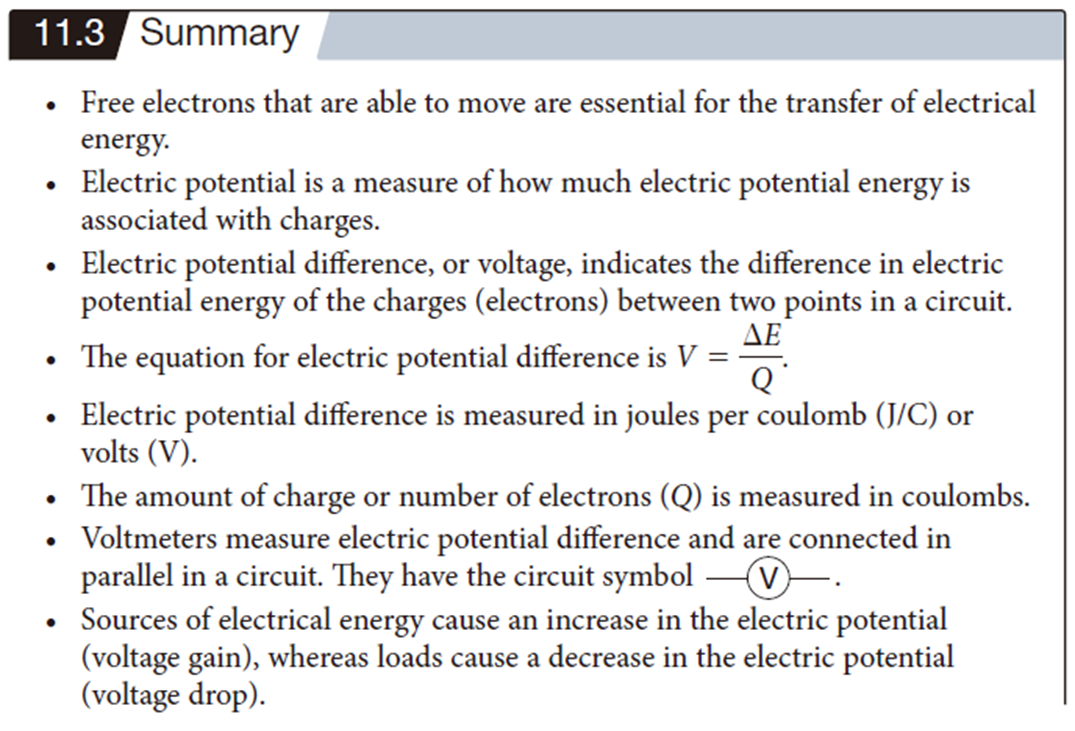 11.3 Summary
• Free electrons that are able to move are essential for the transfer of electrical
energy.
• Electric potential is a measure of how much electric potential energy is
associated with charges.
• Electric potential difference, or voltage, indicates the difference in electric
potential energy of the charges (electrons) between two points in a circuit.
• The equation for electric potential difference is V = ΔE/Q.
• Electric potential difference is measured in joules per coulomb (J/C) or
volts (V).
• The amount of charge or number of electrons (Q) is measured in coulombs.
• Voltmeters measure electric potential difference and are connected in
parallel in a circuit. They have the circuit symbol —(V)— .
• Sources of electrical energy cause an increase in the electric potential
(voltage gain), whereas loads cause a decrease in the electric potential
(voltage drop).